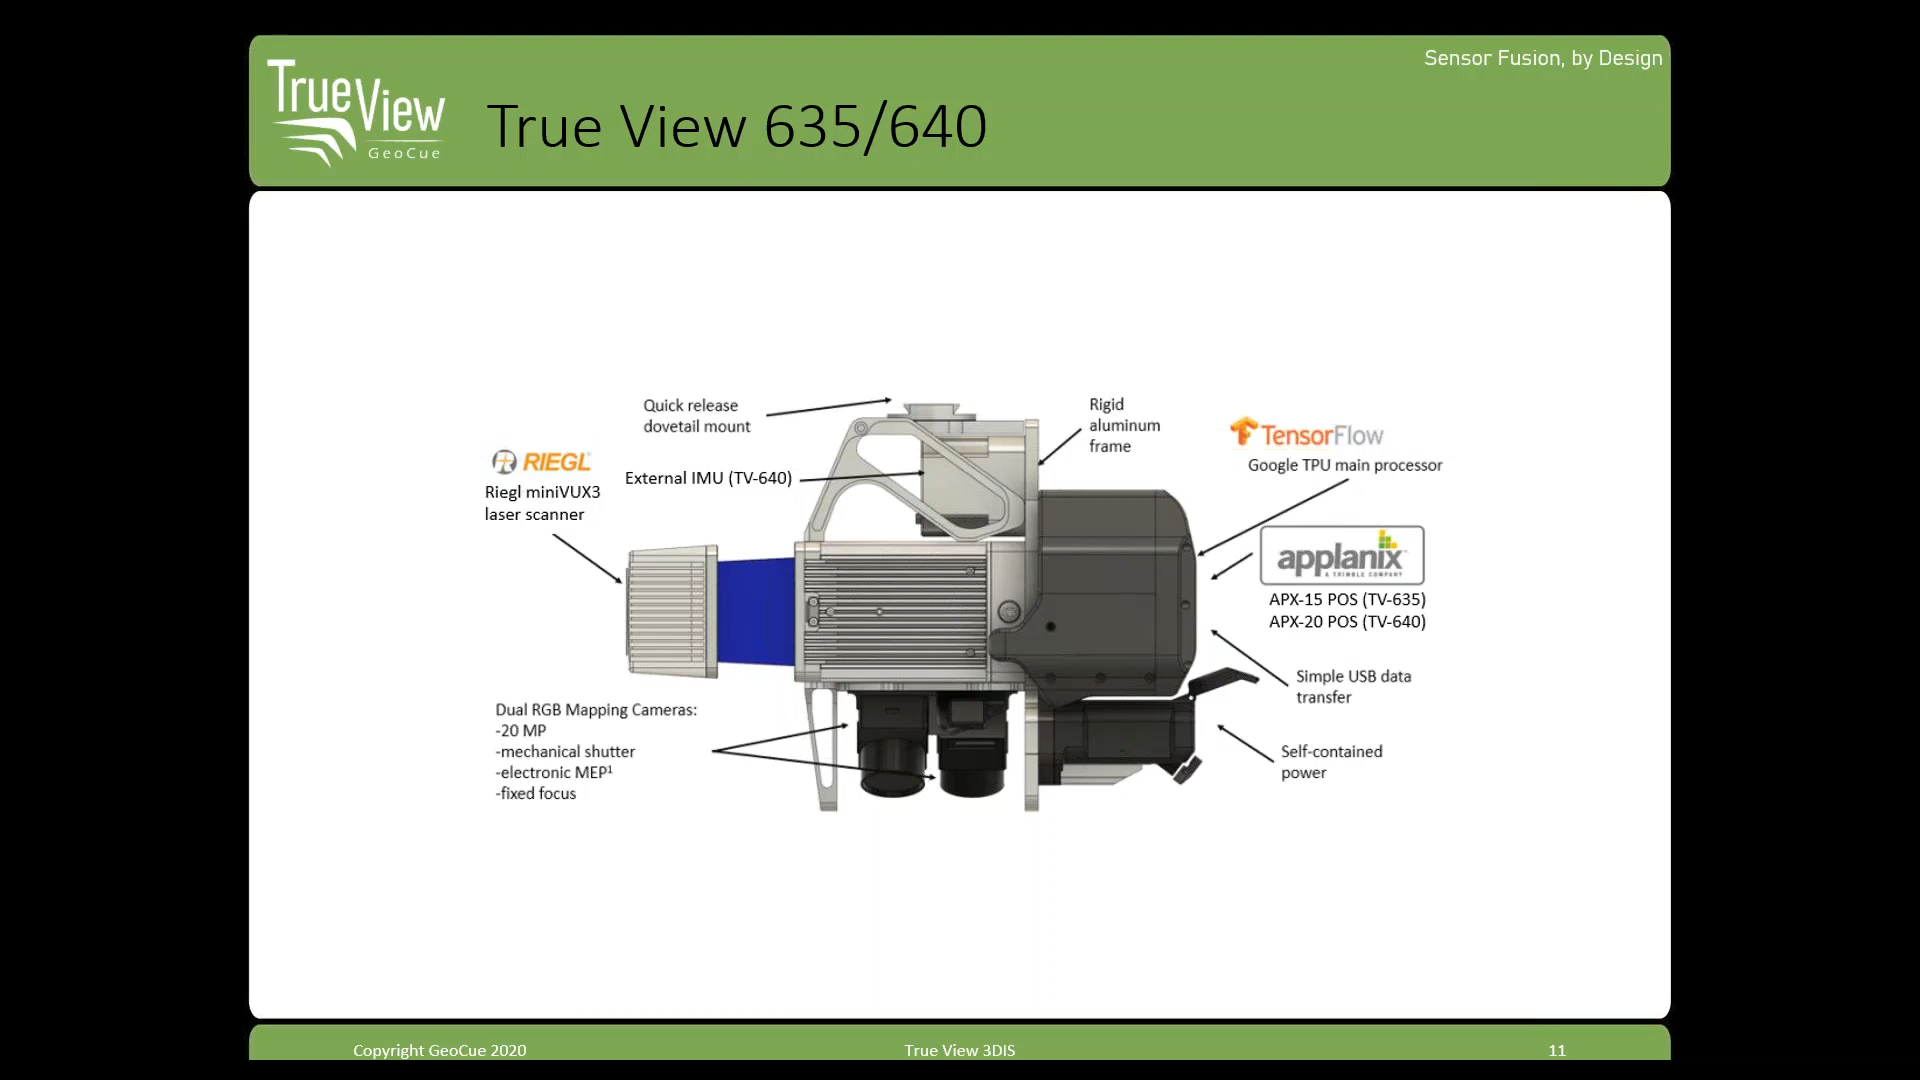 Sensor Fusion, by Design
True View
GeoCue
True View 635/640
Quick release
dovetail mount
Rigid
aluminum
frame
TensorFlow
Google TPU main processor
RIEGL®
Riegl miniVUX3
laser scanner
External IMU (TV-640)
applanix
A TRIMBLE COMPANY
APX-15 POS (TV-635)
APX-20 POS (TV-640)
Simple USB data
transfer
Dual RGB Mapping Cameras:
-20 MP
-mechanical shutter
-electronic MEP¹
-fixed focus
Self-contained
power
Copyright GeoCue 2020
True View 3DIS
11